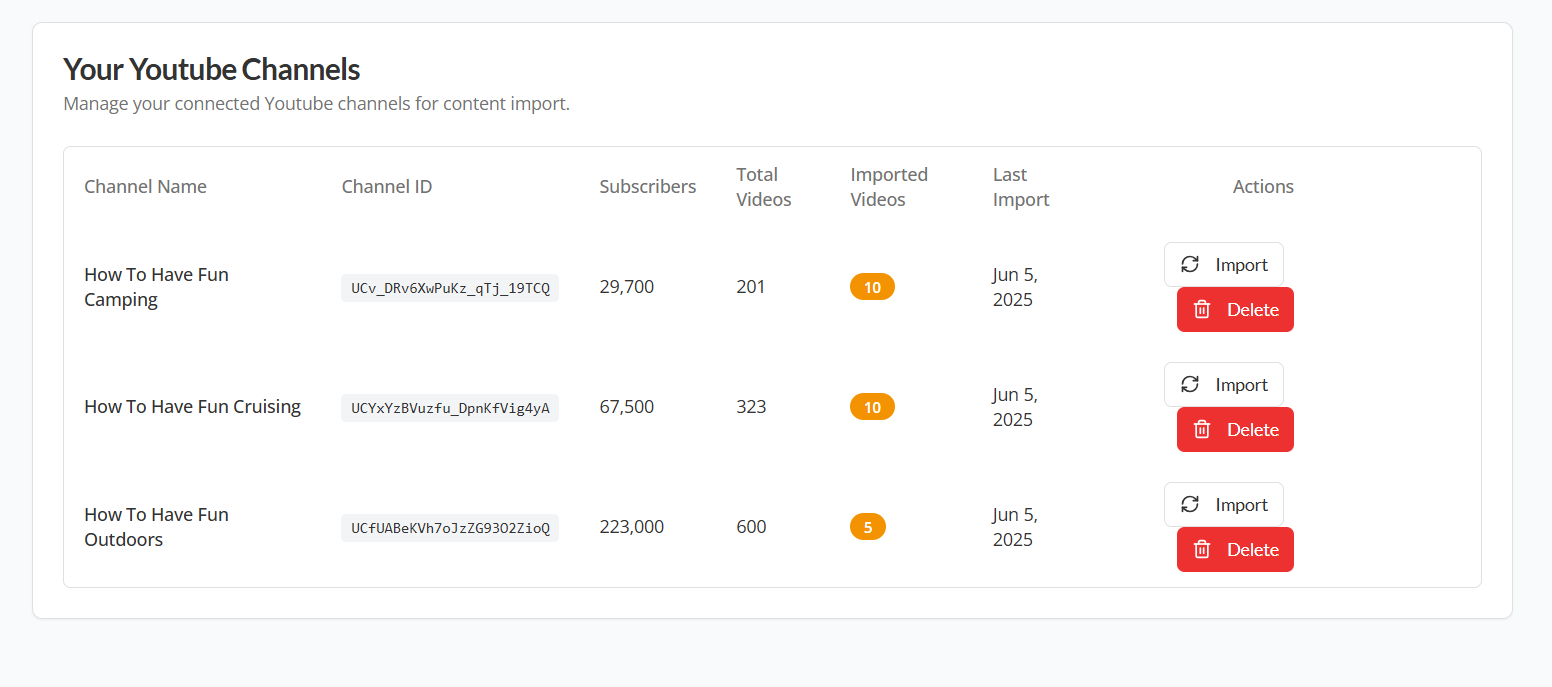 Your Youtube Channels
Manage your connected Youtube channels for content import.
Channel Name Channel ID Subscribers Total Videos Imported Videos Last Import Actions
How To Have Fun Camping UCv_DRv6XwPuKz_qTj_19TCQ 29,700 201 10 Jun 5, 2025 Import Delete
How To Have Fun Cruising UCYxYzBVuzfu_DpnKfVig4yA 67,500 323 10 Jun 5, 2025 Import Delete
How To Have Fun Outdoors UCfUABeKVh7oJzZG93O2ZioQ 223,000 600 5 Jun 5, 2025 Import Delete